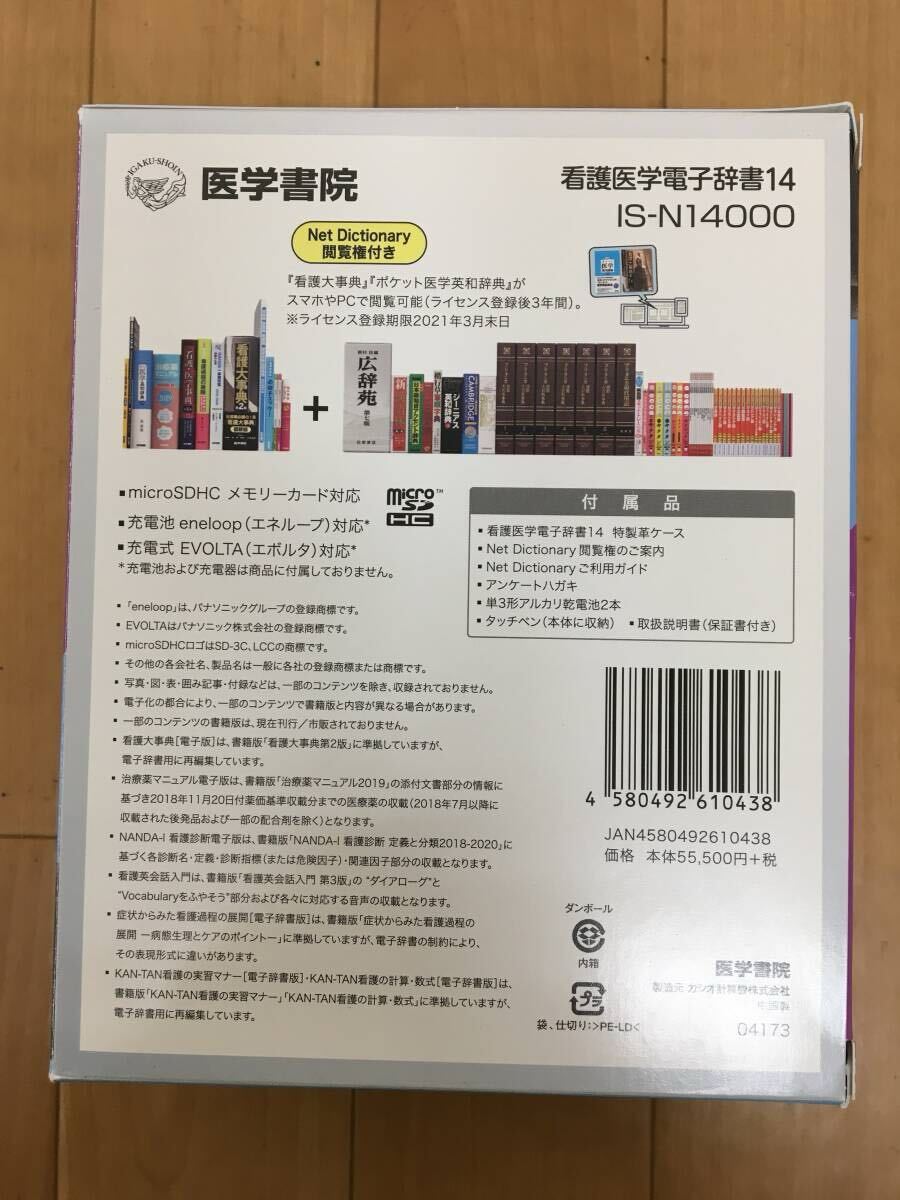 IGAKU-SHOIN
医学書院
看護医学電子辞書14
IS-N14000
Net Dictionary
閲覧権付き
『看護大事典』『ポケット医学英和辞典』が
スマホやPCで閲覧可能（ライセンス登録後3年間）。
※ライセンス登録期限2021年3月末日
看護大事典
広辞苑
ジーニアス
英和辞典
CAMBRIDGE
+
▪microSDHC メモリーカード対応
micro
SD
HC
™
▪充電池 eneloop（エネループ）対応*
▪充電式 EVOLTA（エボルタ）対応*
*充電池および充電器は商品に付属しておりません。
付属品
▪看護医学電子辞書14 特製革ケース
▪Net Dictionary 閲覧権のご案内
▪Net Dictionary ご利用ガイド
▪アンケートハガキ
▪単3形アルカリ乾電池2本
▪タッチペン（本体に収納） ▪取扱説明書（保証書付き）
▪「eneloop」は、パナソニックグループの登録商標です。
▪EVOLTAはパナソニック株式会社の登録商標です。
▪microSDHCロゴはSD-3C、LCCの商標です。
▪その他の各会社名、製品名は一般に各社の登録商標または商標です。
▪写真・図・表・囲み記事・付録などは、一部のコンテンツを除き、収録されておりません。
▪電子化の都合により、一部のコンテンツで書籍版と内容が異なる場合があります。
▪一部のコンテンツの書籍版は、現在刊行／市販されておりません。
▪看護大事典［電子版］は、書籍版「看護大事典第2版」に準拠していますが、
電子辞書用に再編集しています。
▪治療薬マニュアル電子版は、書籍版「治療薬マニュアル2019」の添付文書部分の情報に
基づき2018年11月20日付薬価基準収載分までの医療薬の収載（2018年7月以降に
収載された後発品および一部の配合剤を除く）となります。
▪NANDA-I 看護診断電子版は、書籍版「NANDA-I 看護診断 定義と分類2018-2020」に
基づく各診断名・定義・診断指標（または危険因子）・関連因子部分の収載となります。
▪看護英会話入門は、書籍版「看護英会話入門 第3版」の “ダイアローグ”と
“Vocabularyをふやそう”部分および各々に対応する音声の収載となります。
▪症状からみた看護過程の展開［電子辞書版］は、書籍版「症状からみた看護過程の
展開 ー病態生理とケアのポイントー」に準拠していますが、電子辞書の制約により、
その表現形式に違いがあります。
▪KAN-TAN看護の実習マナー［電子辞書版］・KAN-TAN看護の計算・数式［電子辞書版］は、
書籍版「KAN-TAN看護の実習マナー」「KAN-TAN看護の計算・数式」に準拠していますが、
電子辞書用に再編集しています。
4 580492 610438
JAN4580492610438
価格 本体55,500円＋税
ダンボール
内箱
プラ
袋、仕切り：>PE-LD<
医学書院
製造元 カシオ計算機株式会社
中国製
04173